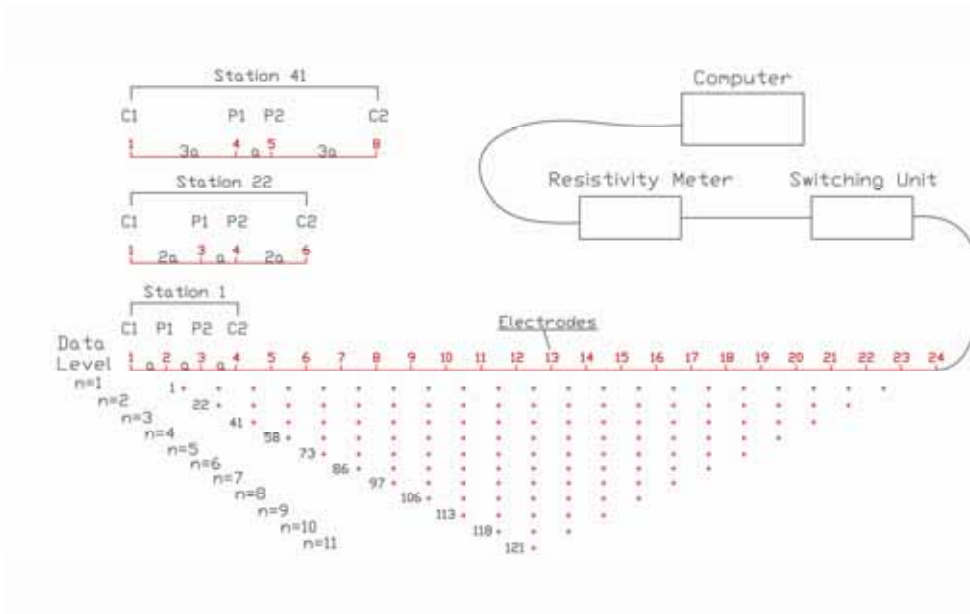 Station 41
C1 P1 P2 C2
1 3a 4 a 5 3a 8
Station 22
C1 P1 P2 C2
1 2a 3 a 4 2a 6
Station 1
C1 P1 P2 C2
Computer
Resistivity Meter
Switching Unit
Electrodes
Data
Level
1 a 2 a 3 a 4 5 6 7 8 9 10 11 12 13 14 15 16 17 18 19 20 21 22 23 24
n=1 1
n=2 22
n=3 41
n=4 58
n=5 73
n=6 86
n=7 97
n=8 106
n=9 113
n=10 118
n=11 121